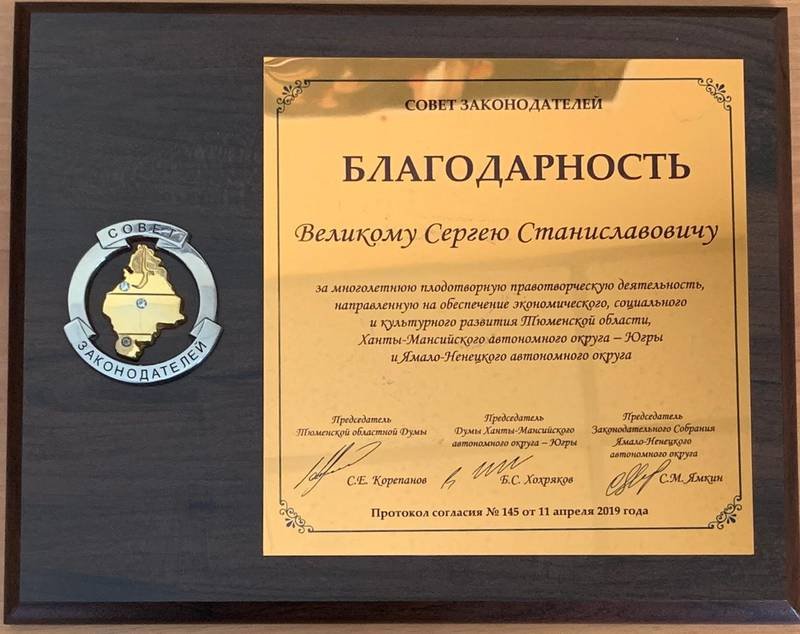 СОВЕТ
ЗАКОНОДАТЕЛЕЙ
СОВЕТ ЗАКОНОДАТЕЛЕЙ
БЛАГОДАРНОСТЬ
Великому Сергею Станиславовичу
за многолетнюю плодотворную правотворческую деятельность,
направленную на обеспечение экономического, социального
и культурного развития Тюменской области,
Ханты-Мансийского автономного округа – Югры
и Ямало-Ненецкого автономного округа
Председатель
Тюменской областной Думы
С.Е. Корепанов
Председатель
Думы Ханты-Мансийского
автономного округа – Югры
Б.С. Хохряков
Председатель
Законодательного Собрания
Ямало-Ненецкого
автономного округа
С.М. Ямкин
Протокол согласия № 145 от 11 апреля 2019 года